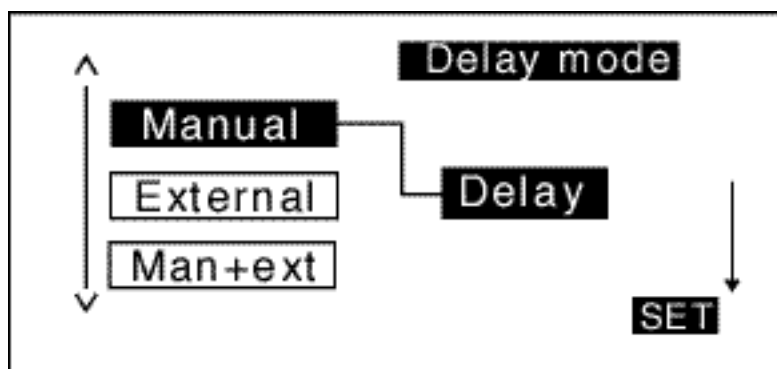 Delay mode
Manual
External
Delay
Man+ext
SET